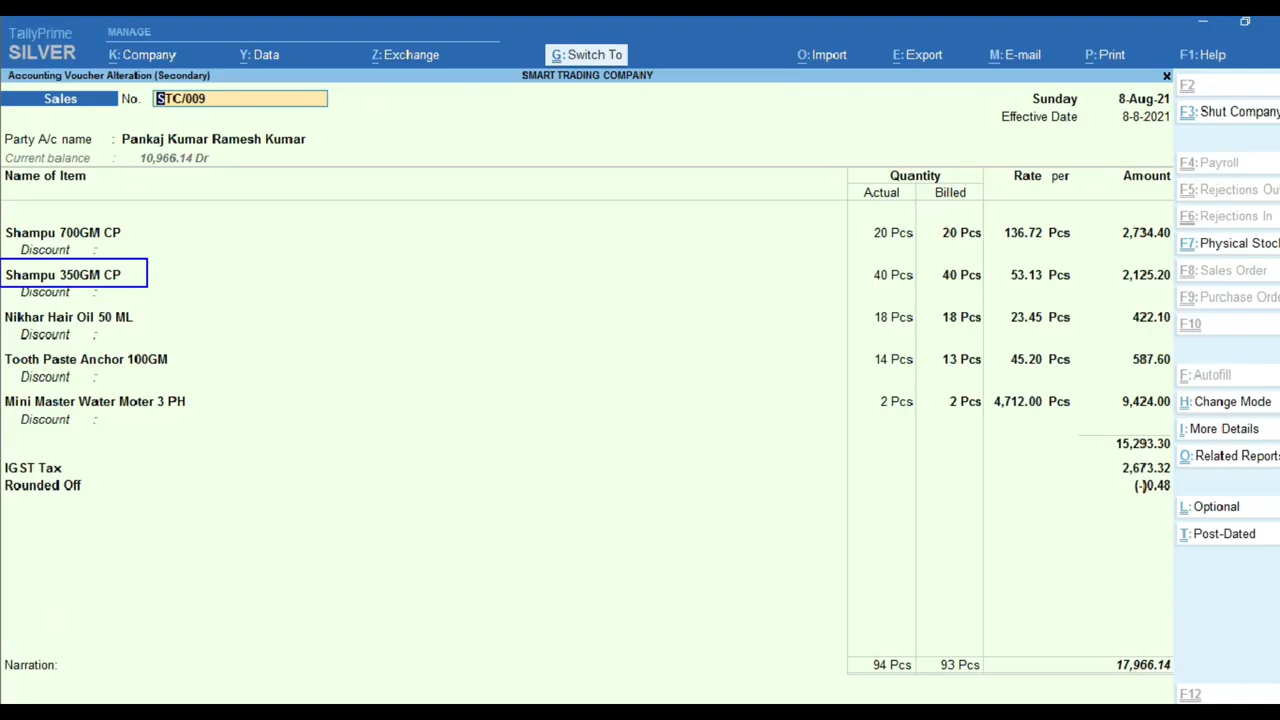 TallyPrime MANAGE
SILVER K: Company Y: Data Z: Exchange G: Switch To O: Import E: Export M: E-mail P: Print F1: Help
Accounting Voucher Alteration (Secondary) SMART TRADING COMPANY x
Sales No. STC/009 Sunday 8-Aug-21 F2
Effective Date 8-8-2021 F3: Shut Company
Party A/c name : Pankaj Kumar Ramesh Kumar
Current balance : 10,966.14 Dr F4: Payroll
Name of Item Quantity Rate per Amount
Actual Billed F5: Rejections Ou
F6: Rejections In
Shampu 700GM CP 20 Pcs 20 Pcs 136.72 Pcs 2,734.40
Discount : F7: Physical Stock
Shampu 350GM CP 40 Pcs 40 Pcs 53.13 Pcs 2,125.20 F8: Sales Order
Discount : F9: Purchase Orde
Nikhar Hair Oil 50 ML 18 Pcs 18 Pcs 23.45 Pcs 422.10 F10
Discount :
Tooth Paste Anchor 100GM 14 Pcs 13 Pcs 45.20 Pcs 587.60
Discount : F: Autofill
Mini Master Water Moter 3 PH 2 Pcs 2 Pcs 4,712.00 Pcs 9,424.00 H: Change Mode
Discount : I: More Details
15,293.30 O: Related Reports
IGST Tax 2,673.32
Rounded Off (-)0.48
L: Optional
T: Post-Dated
Narration: 94 Pcs 93 Pcs 17,966.14
F12